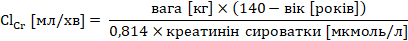 Cl_Cr [мл/хв] = вага [кг] × (140 − вік [років]) / 0,814 × креатинін сироватки [мкмоль/л]